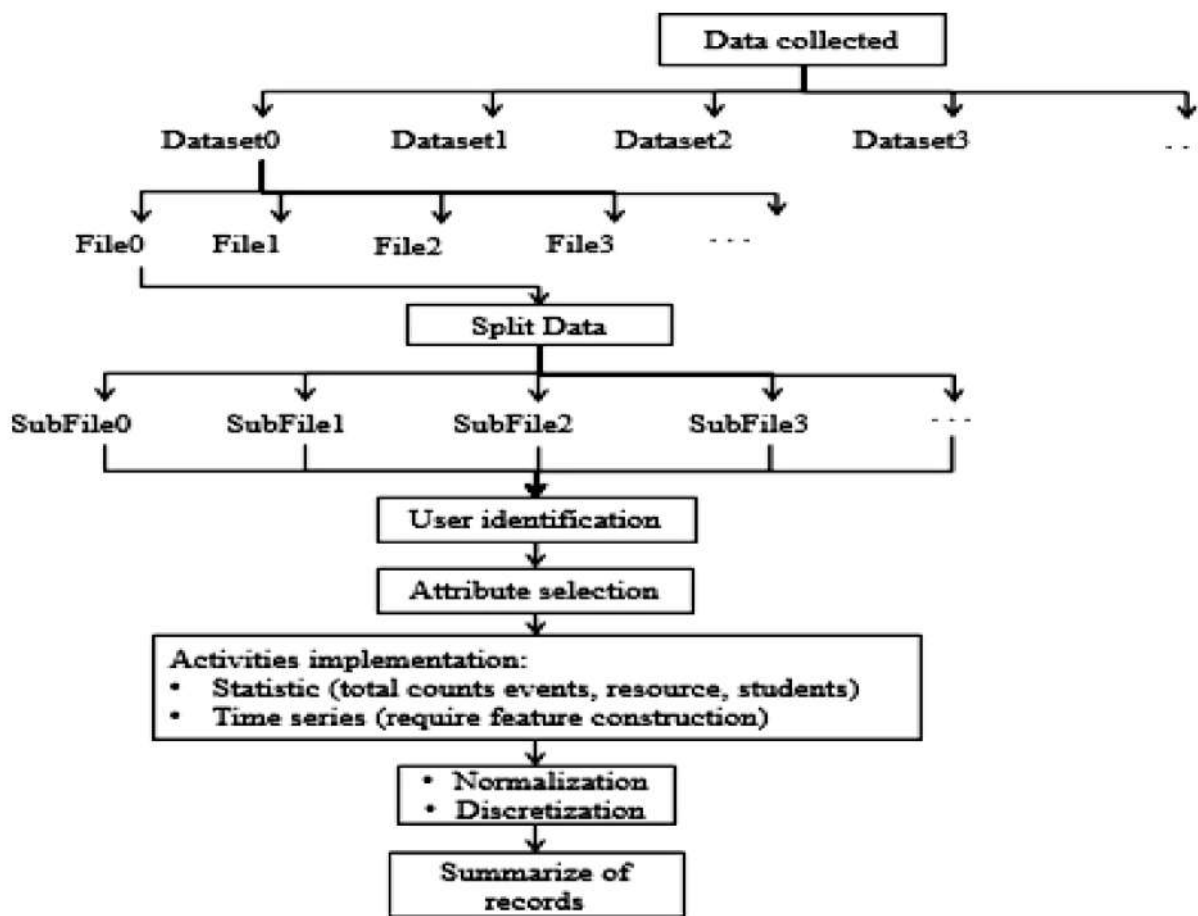 Data collected
Dataset0 Dataset1 Dataset2 Dataset3 . .
File0 File1 File2 File3 . . .
Split Data
SubFile0 SubFile1 SubFile2 SubFile3 . . .
User identification
Attribute selection
Activities implementation:
• Statistic (total counts events, resource, students)
• Time series (require feature construction)
• Normalization
• Discretization
Summarize of
records